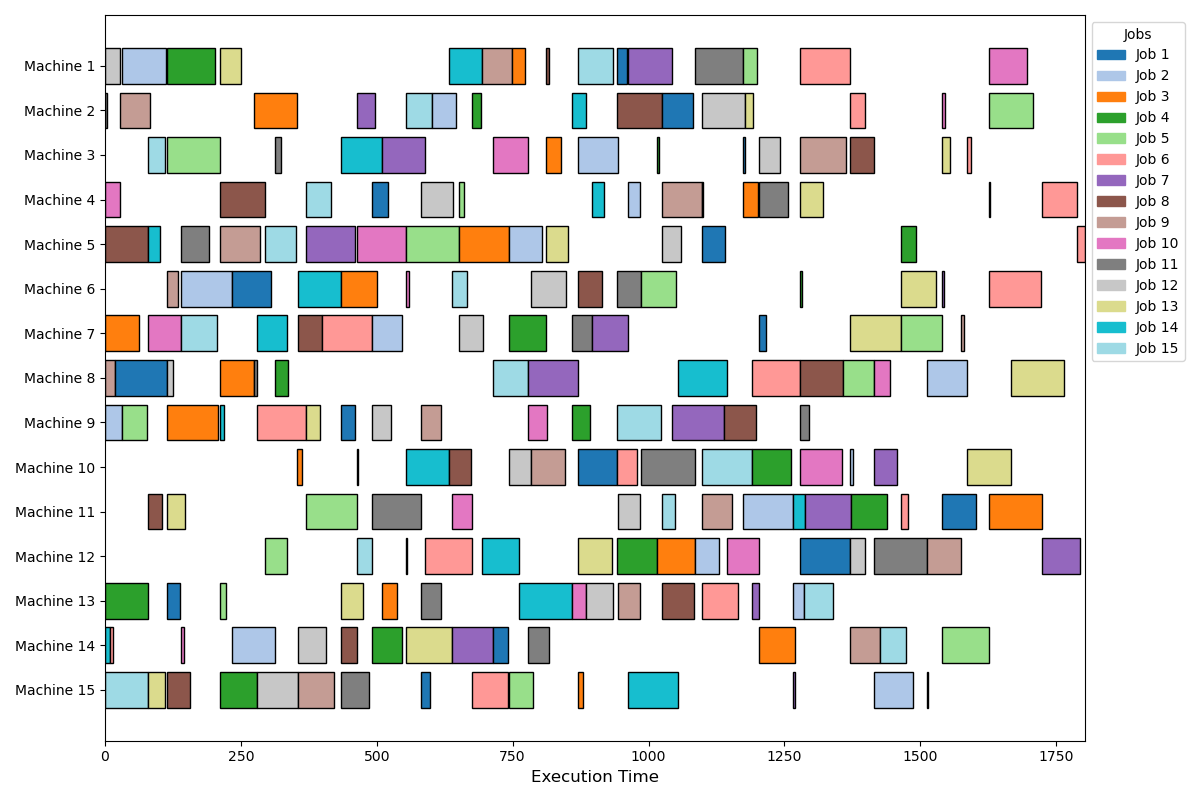 Machine 1
Machine 2
Machine 3
Machine 4
Machine 5
Machine 6
Machine 7
Machine 8
Machine 9
Machine 10
Machine 11
Machine 12
Machine 13
Machine 14
Machine 15
0 250 500 750 1000 1250 1500 1750
Execution Time
Jobs
Job 1
Job 2
Job 3
Job 4
Job 5
Job 6
Job 7
Job 8
Job 9
Job 10
Job 11
Job 12
Job 13
Job 14
Job 15